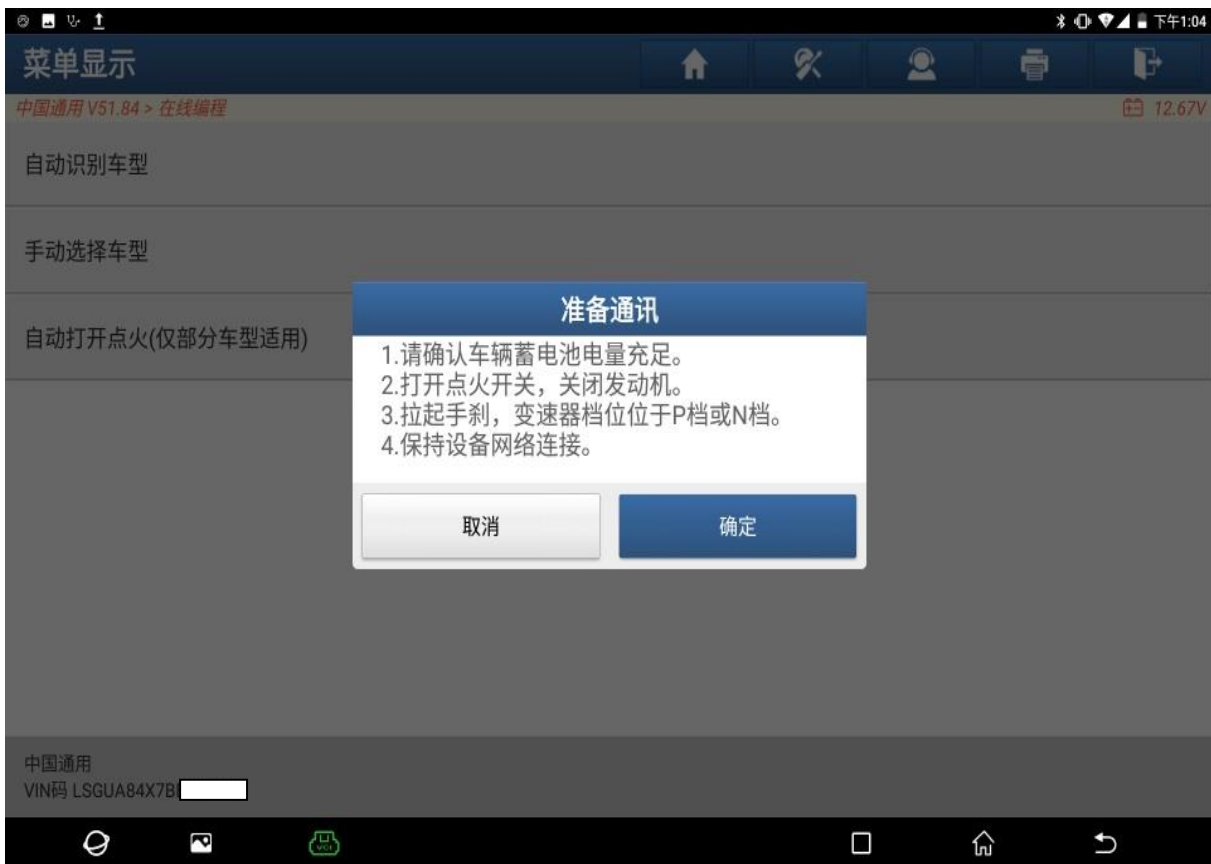 下午1:04
菜单显示
中国通用 V51.84 > 在线编程
12.67V
自动识别车型
手动选择车型
自动打开点火(仅部分车型适用)
准备通讯
1.请确认车辆蓄电池电量充足。
2.打开点火开关，关闭发动机。
3.拉起手刹，变速器档位位于P档或N档。
4.保持设备网络连接。
取消
确定
中国通用
VIN码 LSGUA84X7B
VCI